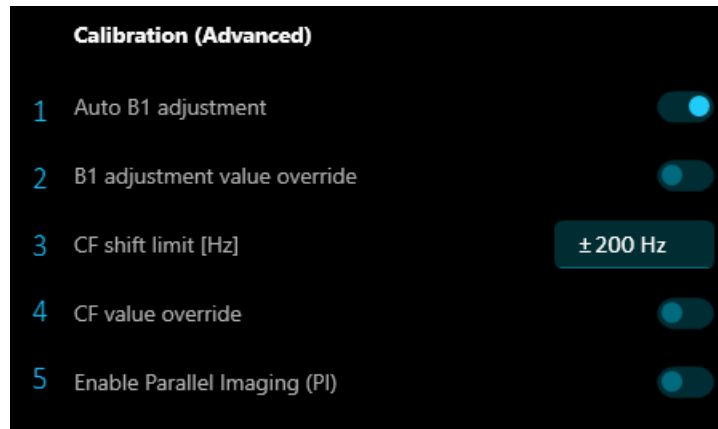 Calibration (Advanced)
1 Auto B1 adjustment
2 B1 adjustment value override
3 CF shift limit [Hz] ±200 Hz
4 CF value override
5 Enable Parallel Imaging (PI)